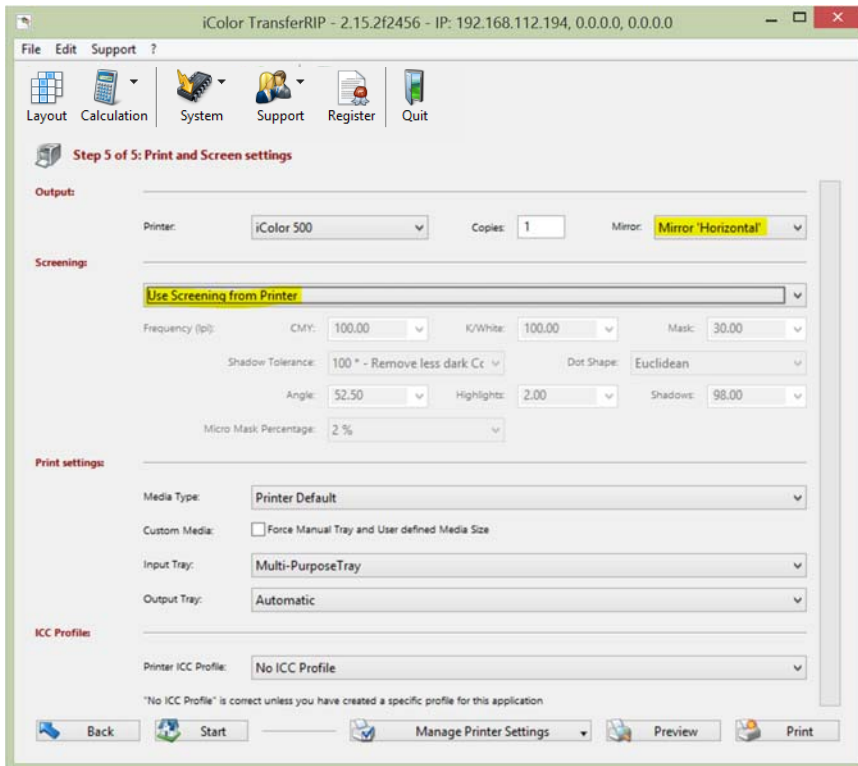 iColor TransferRIP - 2.15.2f2456 - IP: 192.168.112.194, 0.0.0.0, 0.0.0.0
File Edit Support ?
Layout Calculation System Support Register Quit
Step 5 of 5: Print and Screen settings
Output:
Printer: iColor 500 Copies: 1 Mirror: Mirror 'Horizontal'
Screening:
Use Screening from Printer
Frequency (lpi): CMY: 100.00 K/White: 100.00 Mask: 30.00
Shadow Tolerance: 100 * - Remove less dark Cc Dot Shape: Euclidean
Angle: 52.50 Highlights: 2.00 Shadows: 98.00
Micro Mask Percentage: 2 %
Print settings:
Media Type: Printer Default
Custom Media: Force Manual Tray and User defined Media Size
Input Tray: Multi-PurposeTray
Output Tray: Automatic
ICC Profile:
Printer ICC Profile: No ICC Profile
"No ICC Profile" is correct unless you have created a specific profile for this application
Back Start Manage Printer Settings Preview Print